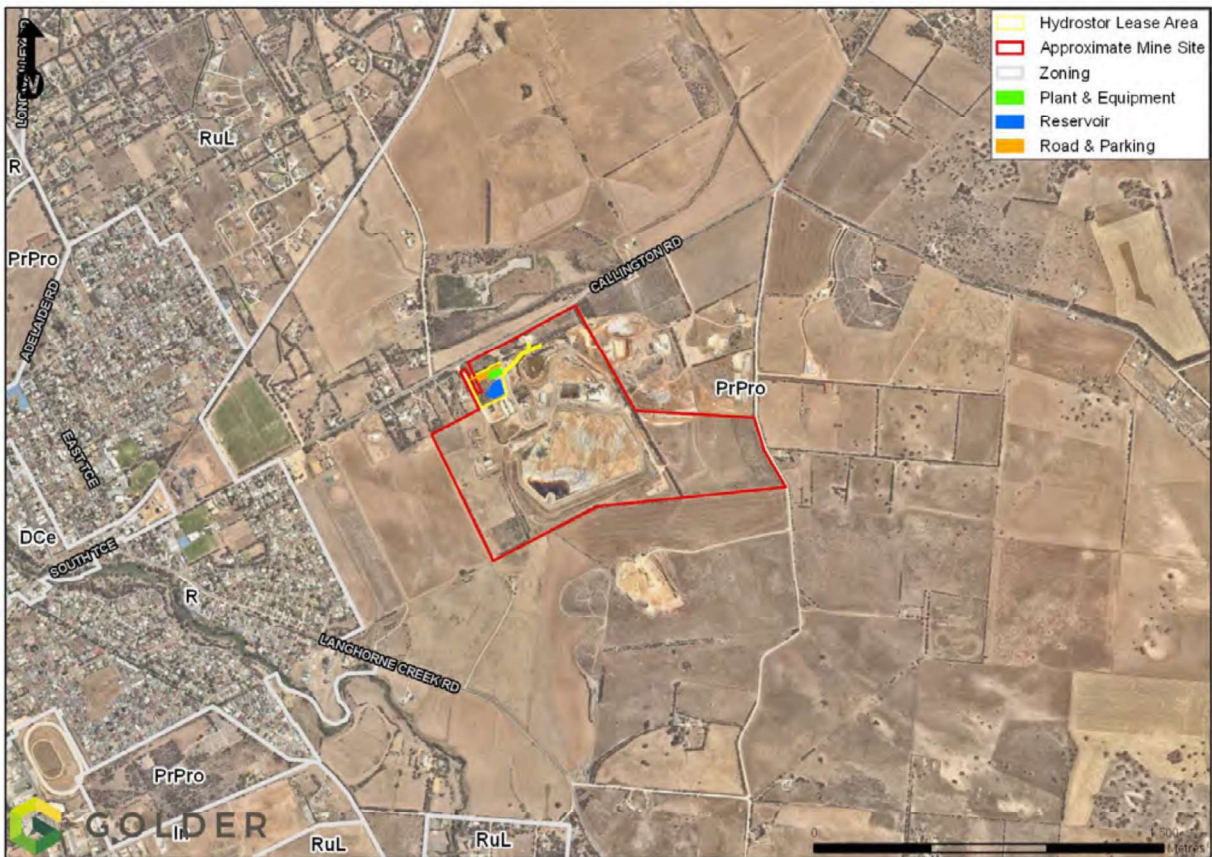 Hydrostor Lease Area
Approximate Mine Site
Zoning
Plant & Equipment
Reservoir
Road & Parking
RuL
R
PrPro
ADELAIDE RD
CALLINGTON RD
PrPro
EAST TCE
DCe
SOUTH TCE
R
LANGHORNE CREEK RD
PrPro
GOLDER
In
RuL
RuL
0
Metres